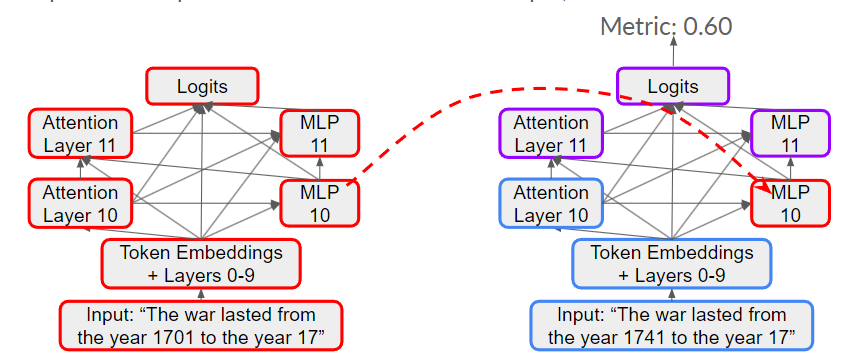 Metric: 0.60
Logits
Attention
Layer 11
MLP
11
Attention
Layer 10
MLP
10
Token Embeddings
+ Layers 0-9
Input: “The war lasted from
the year 1701 to the year 17”
Logits
Attention
Layer 11
MLP
11
Attention
Layer 10
MLP
10
Token Embeddings
+ Layers 0-9
Input: “The war lasted from
the year 1741 to the year 17”